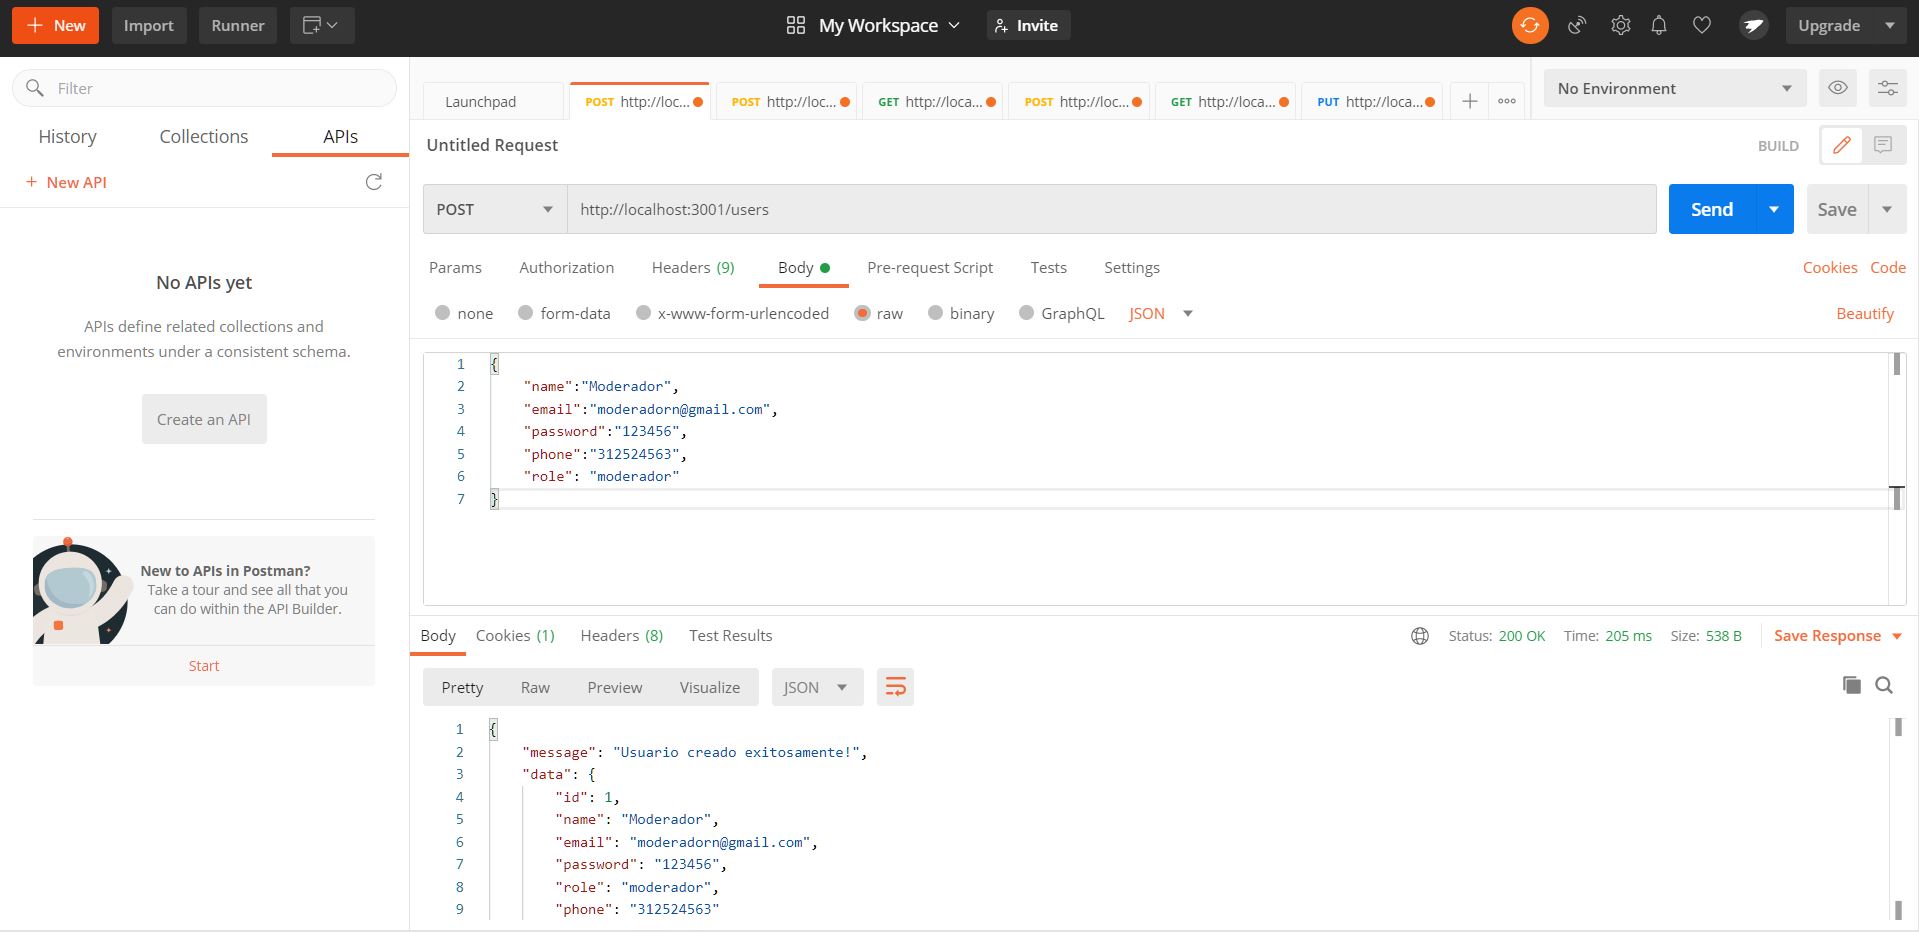 New Import Runner My Workspace Invite Upgrade
Filter
History Collections APIs
+ New API
No APIs yet
APIs define related collections and
environments under a consistent schema.
Create an API
New to APIs in Postman?
Take a tour and see all that you
can do within the API Builder.
Start
Launchpad POST http://loc... POST http://loc... GET http://loca... POST http://loc... GET http://loca... PUT http://loca... No Environment
Untitled Request BUILD
POST http://localhost:3001/users Send Save
Params Authorization Headers (9) Body Pre-request Script Tests Settings Cookies Code
none form-data x-www-form-urlencoded raw binary GraphQL JSON Beautify
1 {
2 "name":"Moderador",
3 "email":"moderadorn@gmail.com",
4 "password":"123456",
5 "phone":"312524563",
6 "role": "moderador"
7 }
Body Cookies (1) Headers (8) Test Results Status: 200 OK Time: 205 ms Size: 538 B Save Response
Pretty Raw Preview Visualize JSON
1 {
2 "message": "Usuario creado exitosamente!",
3 "data": {
4 "id": 1,
5 "name": "Moderador",
6 "email": "moderadorn@gmail.com",
7 "password": "123456",
8 "role": "moderador",
9 "phone": "312524563"